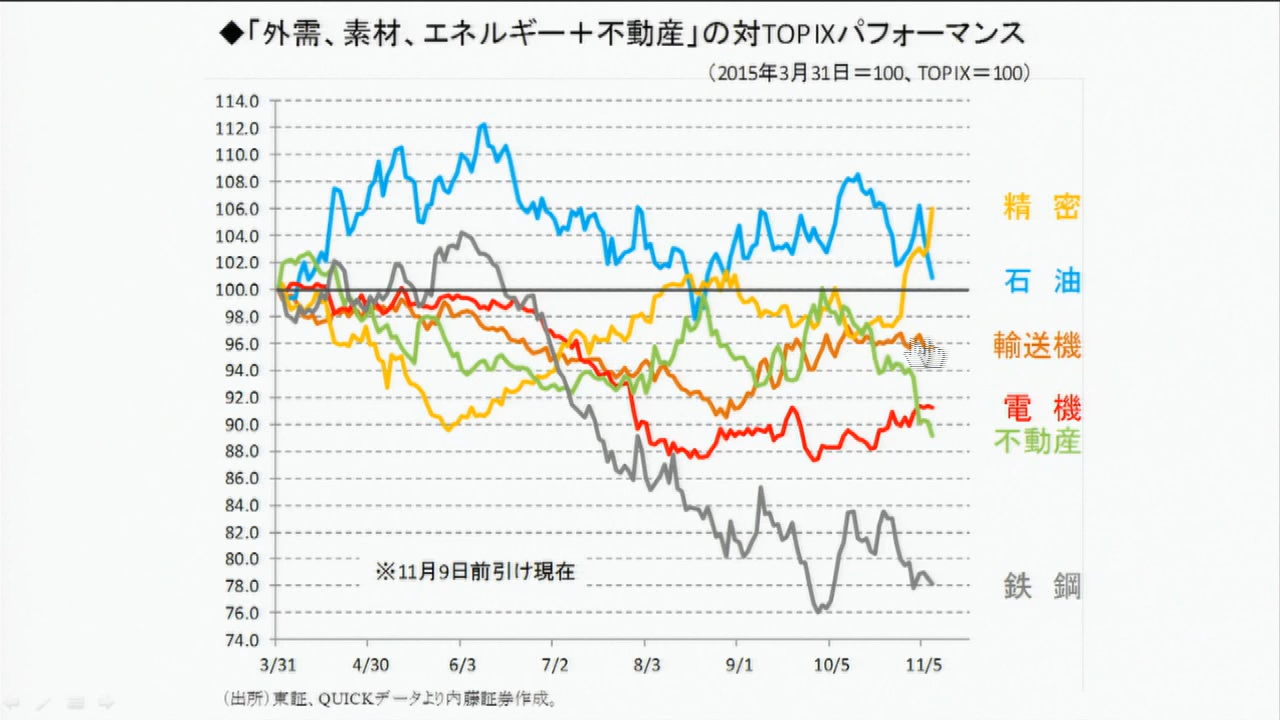 ◆「外需、素材、エネルギー＋不動産」の対TOPIXパフォーマンス
（2015年3月31日＝100、TOPIX＝100）
114.0
112.0
110.0
108.0
106.0
104.0
102.0
100.0
98.0
96.0
94.0
92.0
90.0
88.0
86.0
84.0
82.0
80.0
78.0
76.0
74.0
精 密
石 油
輸送機
電 機
不動産
鉄 鋼
※11月9日前引け現在
3/31 4/30 6/3 7/2 8/3 9/1 10/5 11/5
（出所）東証、QUICKデータより内藤証券作成。